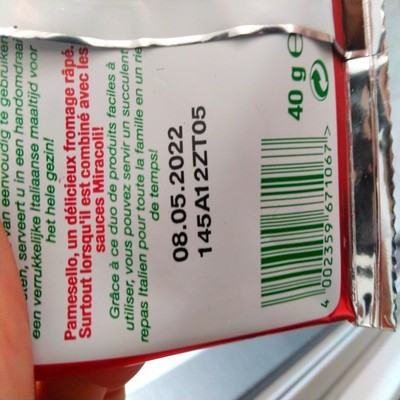 van eenvoudig te gebruiken
serveert u in een handomdraai
een verrukkelijke Italiaanse maaltijd voor
het hele gezin!
Pamesello, un délicieux fromage râpé.
Surtout lorsqu'il est combiné avec les
sauces Miracoli!
Grâce à ce duo de produits faciles à
utiliser, vous pouvez servir un succulent
repas Italien pour toute la famille en un rien
de temps!
08.05.2022
145A12ZT05
40 g e
4 002359 671067 >